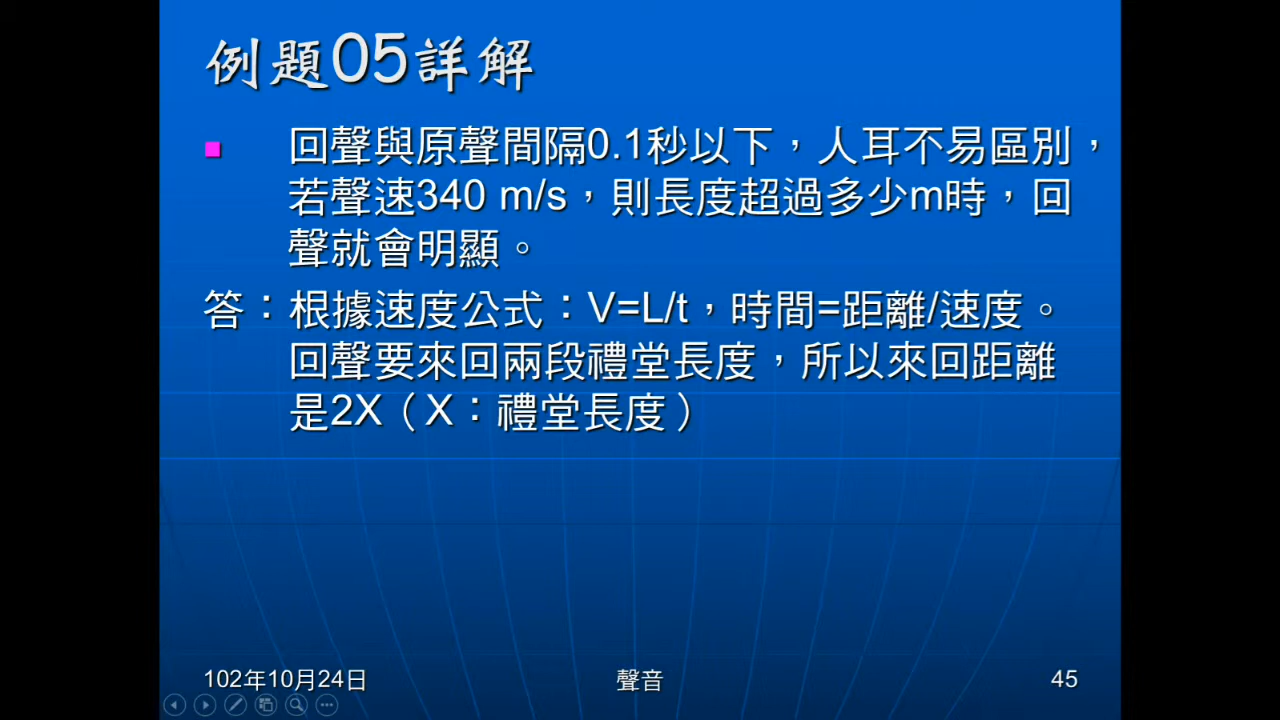 例題05詳解
回聲與原聲間隔0.1秒以下，人耳不易區別，
若聲速340 m/s，則長度超過多少m時，回
聲就會明顯。
答：根據速度公式：V=L/t，時間=距離/速度。
回聲要來回兩段禮堂長度，所以來回距離
是2X（X：禮堂長度）
102年10月24日
聲音
45